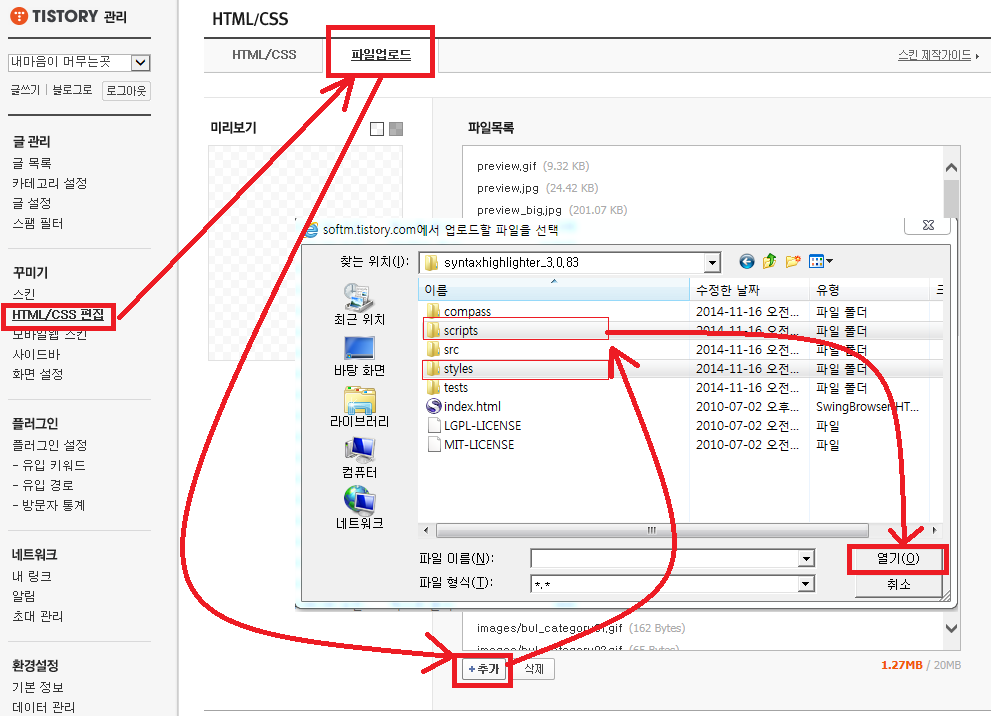 TISTORY 관리
내마음이 머무는곳
글쓰기 | 블로그로 로그아웃
글 관리
글 목록
카테고리 설정
글 설정
스팸 필터
꾸미기
스킨
HTML/CSS 편집
모바일웹 스킨
사이드바
화면 설정
플러그인
플러그인 설정
- 유입 키워드
- 유입 경로
- 방문자 통계
네트워크
내 링크
알림
초대 관리
환경설정
기본 정보
데이터 관리
HTML/CSS
HTML/CSS 파일업로드 스킨 제작가이드
미리보기
파일목록
preview.gif (9.32 KB)
preview.jpg (24.42 KB)
preview_big.jpg (201.07 KB)
softm.tistory.com에서 업로드할 파일을 선택
찾는 위치(I): syntaxhighlighter_3.0.83
최근 위치
바탕 화면
라이브러리
컴퓨터
네트워크
이름 수정한 날짜 유형
compass 2014-11-16 오전... 파일 폴더
scripts 2014-11-16 오전... 파일 폴더
src 2014-11-16 오전... 파일 폴더
styles 2014-11-16 오전... 파일 폴더
tests 2014-11-16 오전... 파일 폴더
index.html 2010-07-02 오후... SwingBrowser HT...
LGPL-LICENSE 2010-07-02 오전... 파일
MIT-LICENSE 2010-07-02 오전... 파일
파일 이름(N): 열기(O)
파일 형식(T): *.* 취소
images/bul_category01.gif (162 Bytes)
images/bul_category02.gif (65 Bytes)
+추가 삭제 1.27MB / 20MB